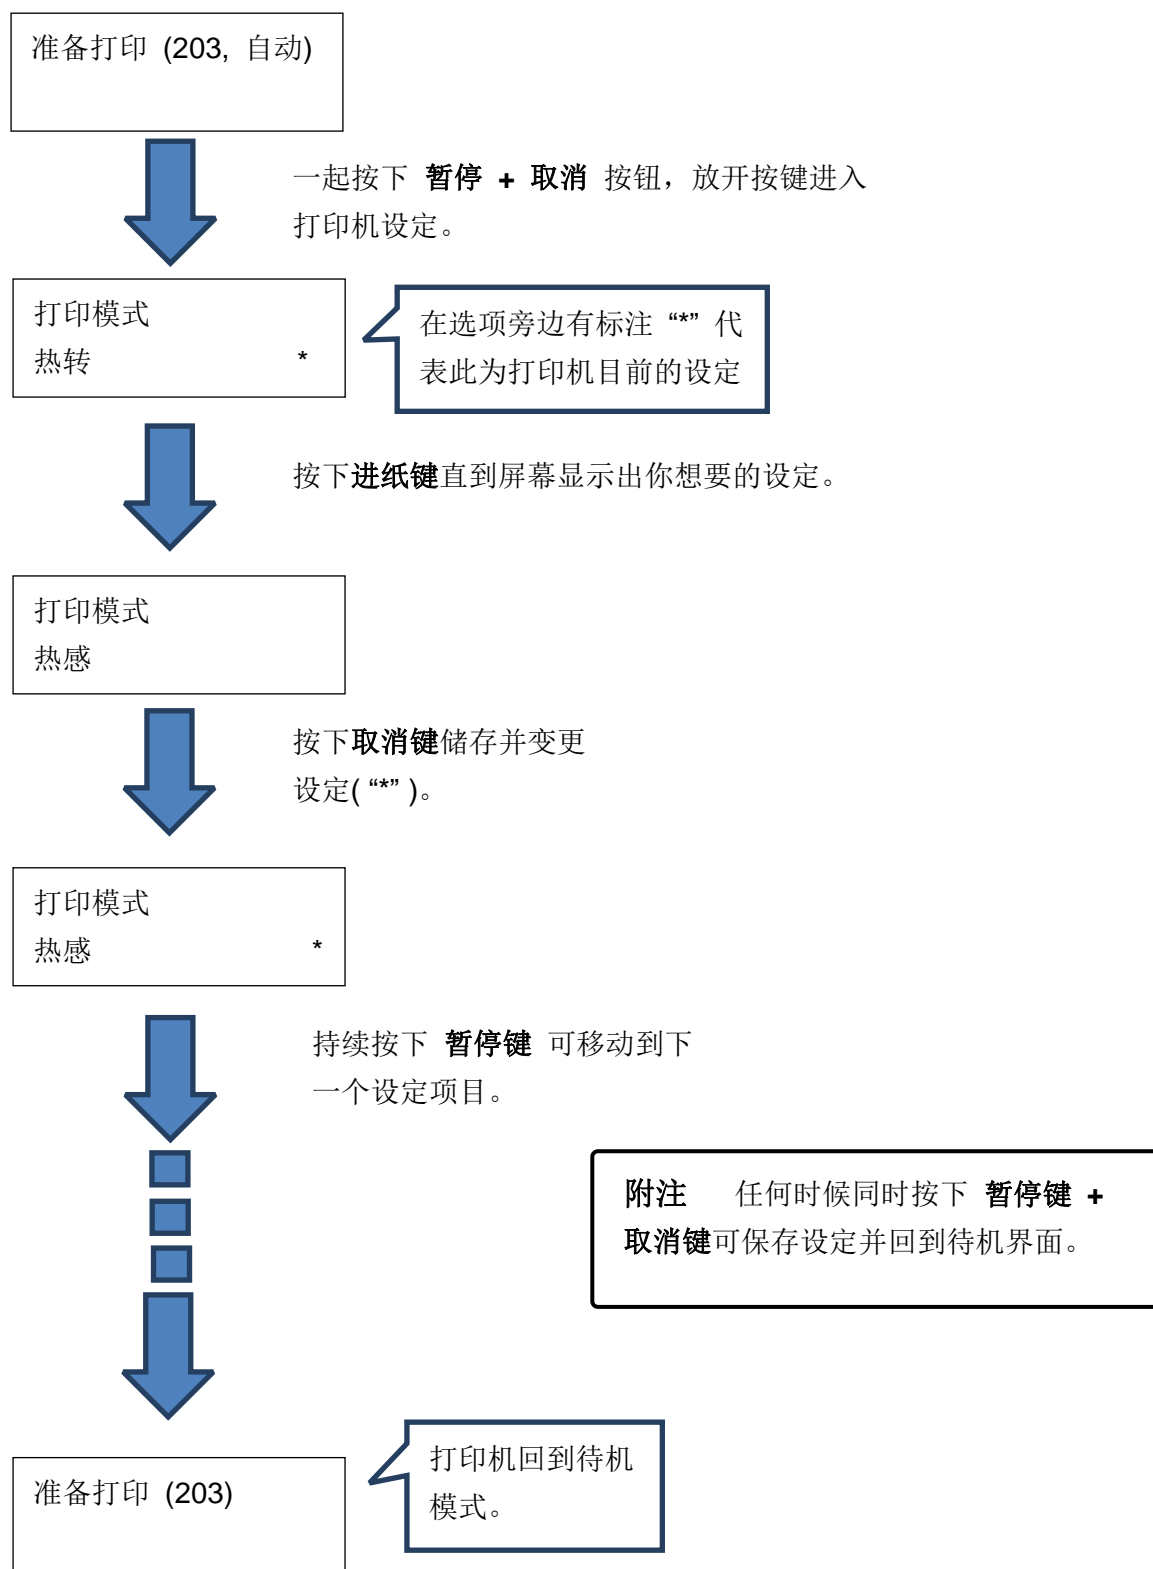 准备打印 (203, 自动)
一起按下 暂停 + 取消 按钮，放开按键进入
打印机设定。
打印模式
热转 *
在选项旁边有标注 “*” 代
表此为打印机目前的设定
按下进纸键直到屏幕显示出你想要的设定。
打印模式
热感
按下取消键储存并变更
设定( “*” )。
打印模式
热感 *
持续按下 暂停键 可移动到下
一个设定项目。
附注 任何时候同时按下 暂停键 +
取消键可保存设定并回到待机界面。
打印机回到待机
模式。
准备打印 (203)